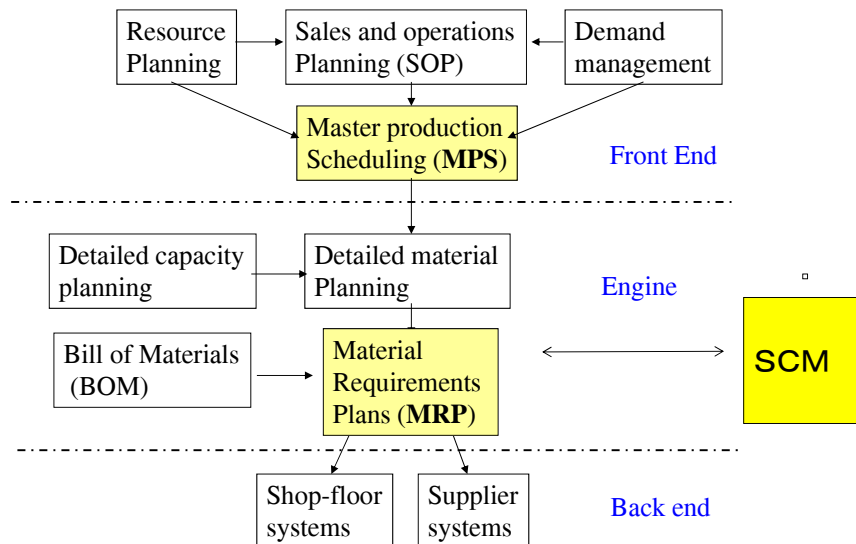 Resource
Planning
Sales and operations
Planning (SOP)
Demand
management
Master production
Scheduling (MPS)
Front End
Detailed capacity
planning
Detailed material
Planning
Engine
Bill of Materials
(BOM)
Material
Requirements
Plans (MRP)
SCM
Shop-floor
systems
Supplier
systems
Back end